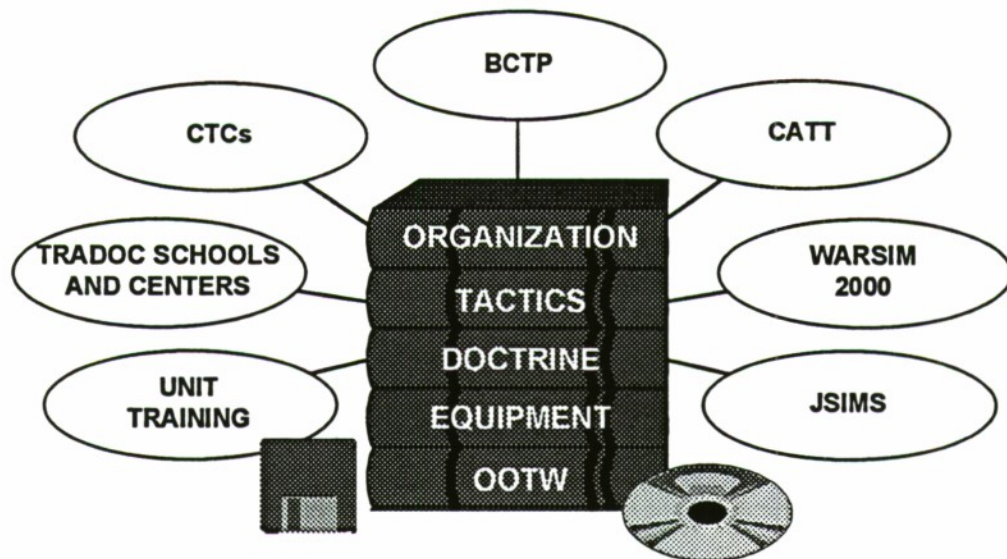 BCTP
CTCs
CATT
ORGANIZATION
TRADOC SCHOOLS
AND CENTERS
TACTICS
WARSIM
2000
DOCTRINE
UNIT
TRAINING
EQUIPMENT
JSIMS
OOTW